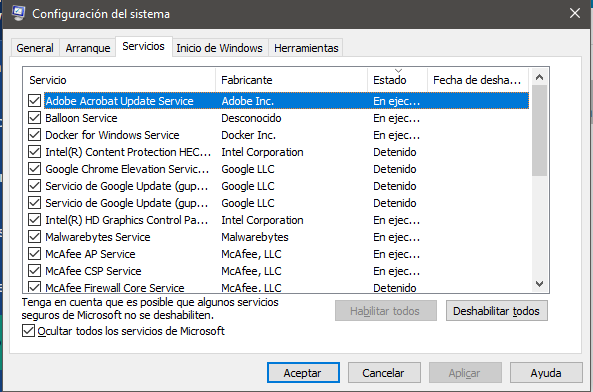 Configuración del sistema
General Arranque Servicios Inicio de Windows Herramientas
Servicio Fabricante Estado Fecha de desha...
Adobe Acrobat Update Service Adobe Inc. En ejec...
Balloon Service Desconocido En ejec...
Docker for Windows Service Docker Inc. En ejec...
Intel(R) Content Protection HEC... Intel Corporation Detenido
Google Chrome Elevation Servic... Google LLC Detenido
Servicio de Google Update (gup... Google LLC Detenido
Servicio de Google Update (gup... Google LLC Detenido
Intel(R) HD Graphics Control Pa... Intel Corporation En ejec...
Malwarebytes Service Malwarebytes En ejec...
McAfee AP Service McAfee, LLC En ejec...
McAfee CSP Service McAfee, LLC En ejec...
McAfee Firewall Core Service McAfee, LLC Detenido
Tenga en cuenta que es posible que algunos servicios
seguros de Microsoft no se deshabiliten.
Habilitar todos Deshabilitar todos
Ocultar todos los servicios de Microsoft
Aceptar Cancelar Aplicar Ayuda